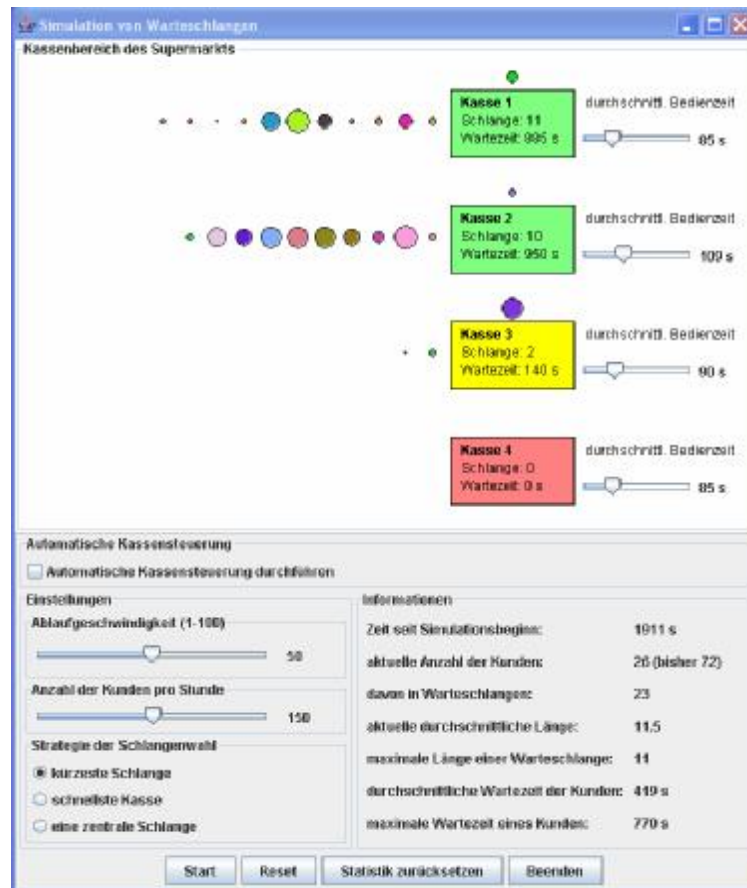 Simulation von Warteschlangen
Kassenbereich des Supermarkts
Kasse 1
Schlange: 11
Wartezeit: 885 s
durchschnittl. Bedienzeit
85 s
Kasse 2
Schlange: 10
Wartezeit: 950 s
durchschnittl. Bedienzeit
109 s
Kasse 3
Schlange: 2
Wartezeit: 140 s
durchschnittl. Bedienzeit
90 s
Kasse 4
Schlange: 0
Wartezeit: 0 s
durchschnittl. Bedienzeit
85 s
Automatische Kassensteuerung
Automatische Kassensteuerung durchführen
Einstellungen
Ablaufgeschwindigkeit (1-100)
50
Anzahl der Kunden pro Stunde
150
Strategie der Schlangenwahl
kürzeste Schlange
schnellste Kasse
eine zentrale Schlange
Informationen
Zeit seit Simulationsbeginn: 1911 s
aktuelle Anzahl der Kunden: 26 (bisher 72)
davon in Warteschlangen: 23
aktuelle durchschnittliche Länge: 11.5
maximale Länge einer Warteschlange: 11
durchschnittliche Wartezeit der Kunden: 419 s
maximale Wartezeit eines Kunden: 770 s
Start Reset Statistik zurücksetzen Beenden